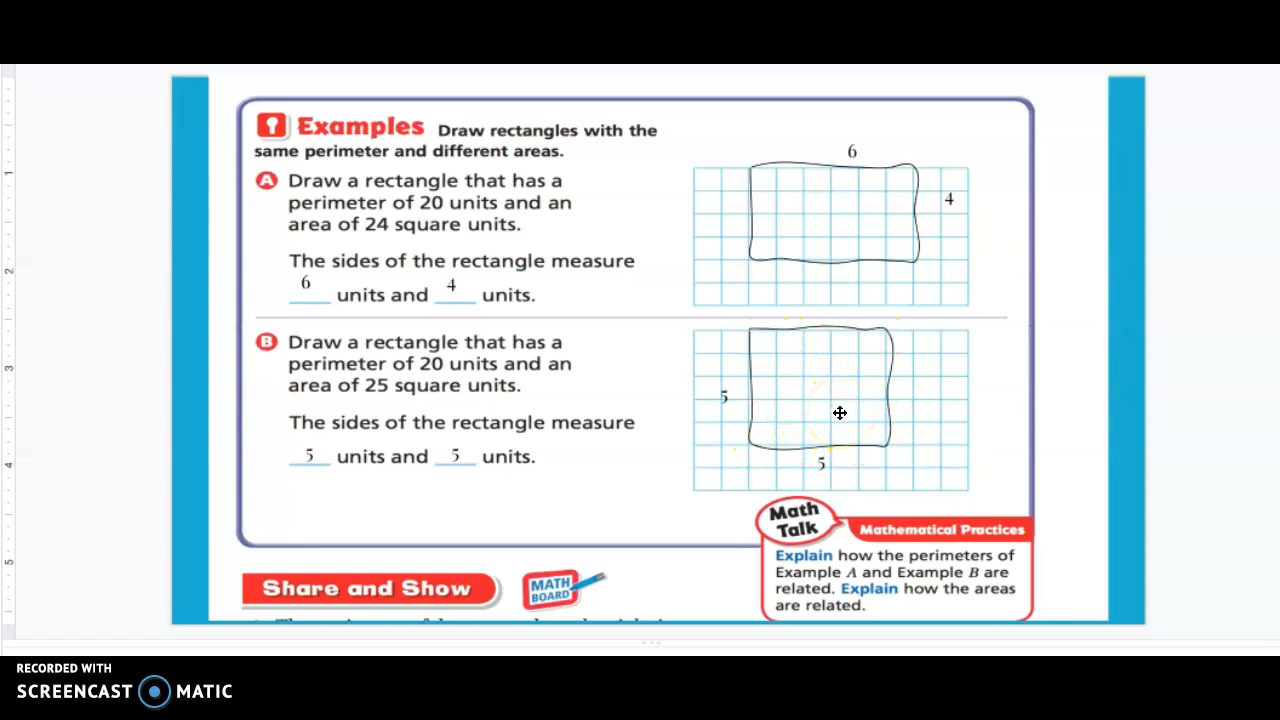 Examples Draw rectangles with the
same perimeter and different areas.
A Draw a rectangle that has a
perimeter of 20 units and an
area of 24 square units.
The sides of the rectangle measure
6 units and 4 units.
6
4
B Draw a rectangle that has a
perimeter of 20 units and an
area of 25 square units.
The sides of the rectangle measure
5 units and 5 units.
5
5
Math
Talk
Mathematical Practices
Explain how the perimeters of
Example A and Example B are
related. Explain how the areas
are related.
Share and Show
MATH
BOARD
1
2
3
4
5
RECORDED WITH
SCREENCAST MATIC